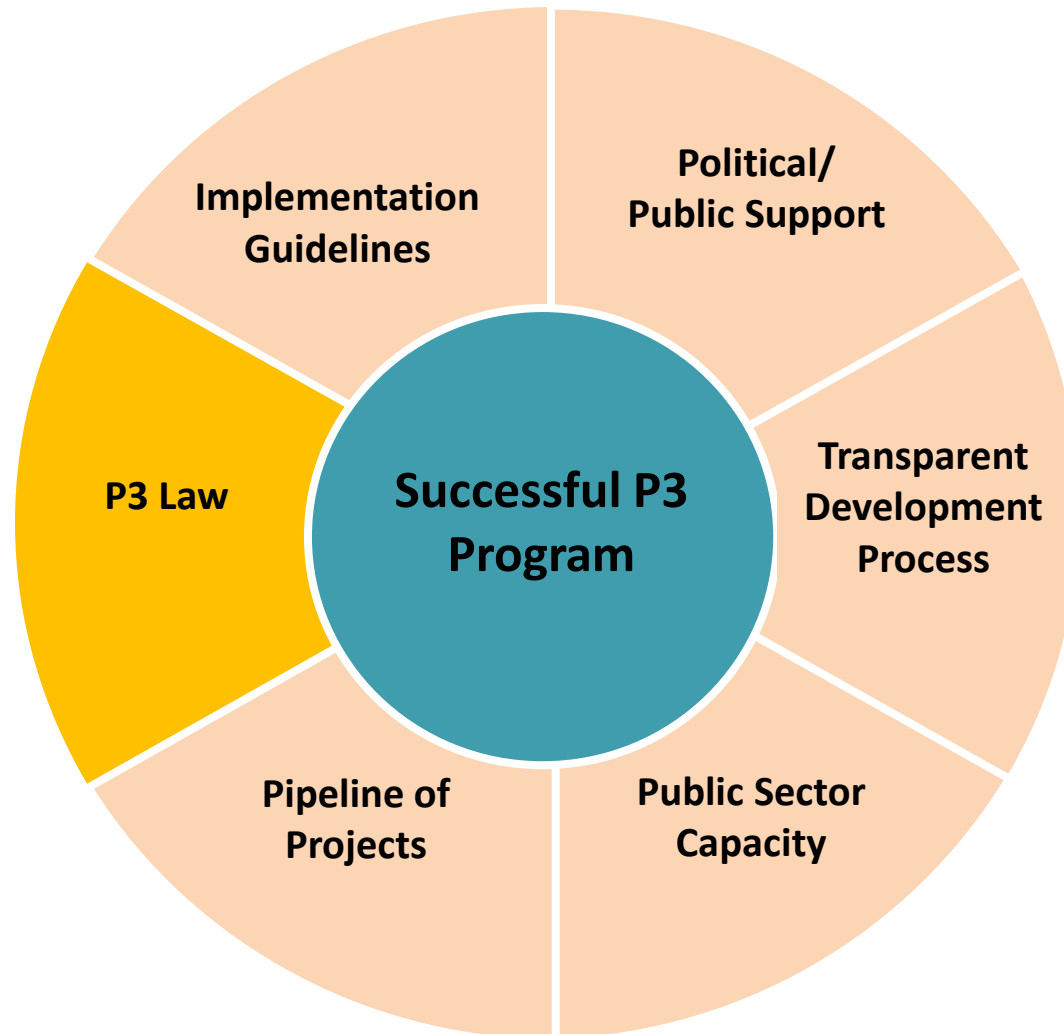 Implementation
Guidelines
Political/
Public Support
P3 Law
Successful P3
Program
Transparent
Development
Process
Pipeline of
Projects
Public Sector
Capacity